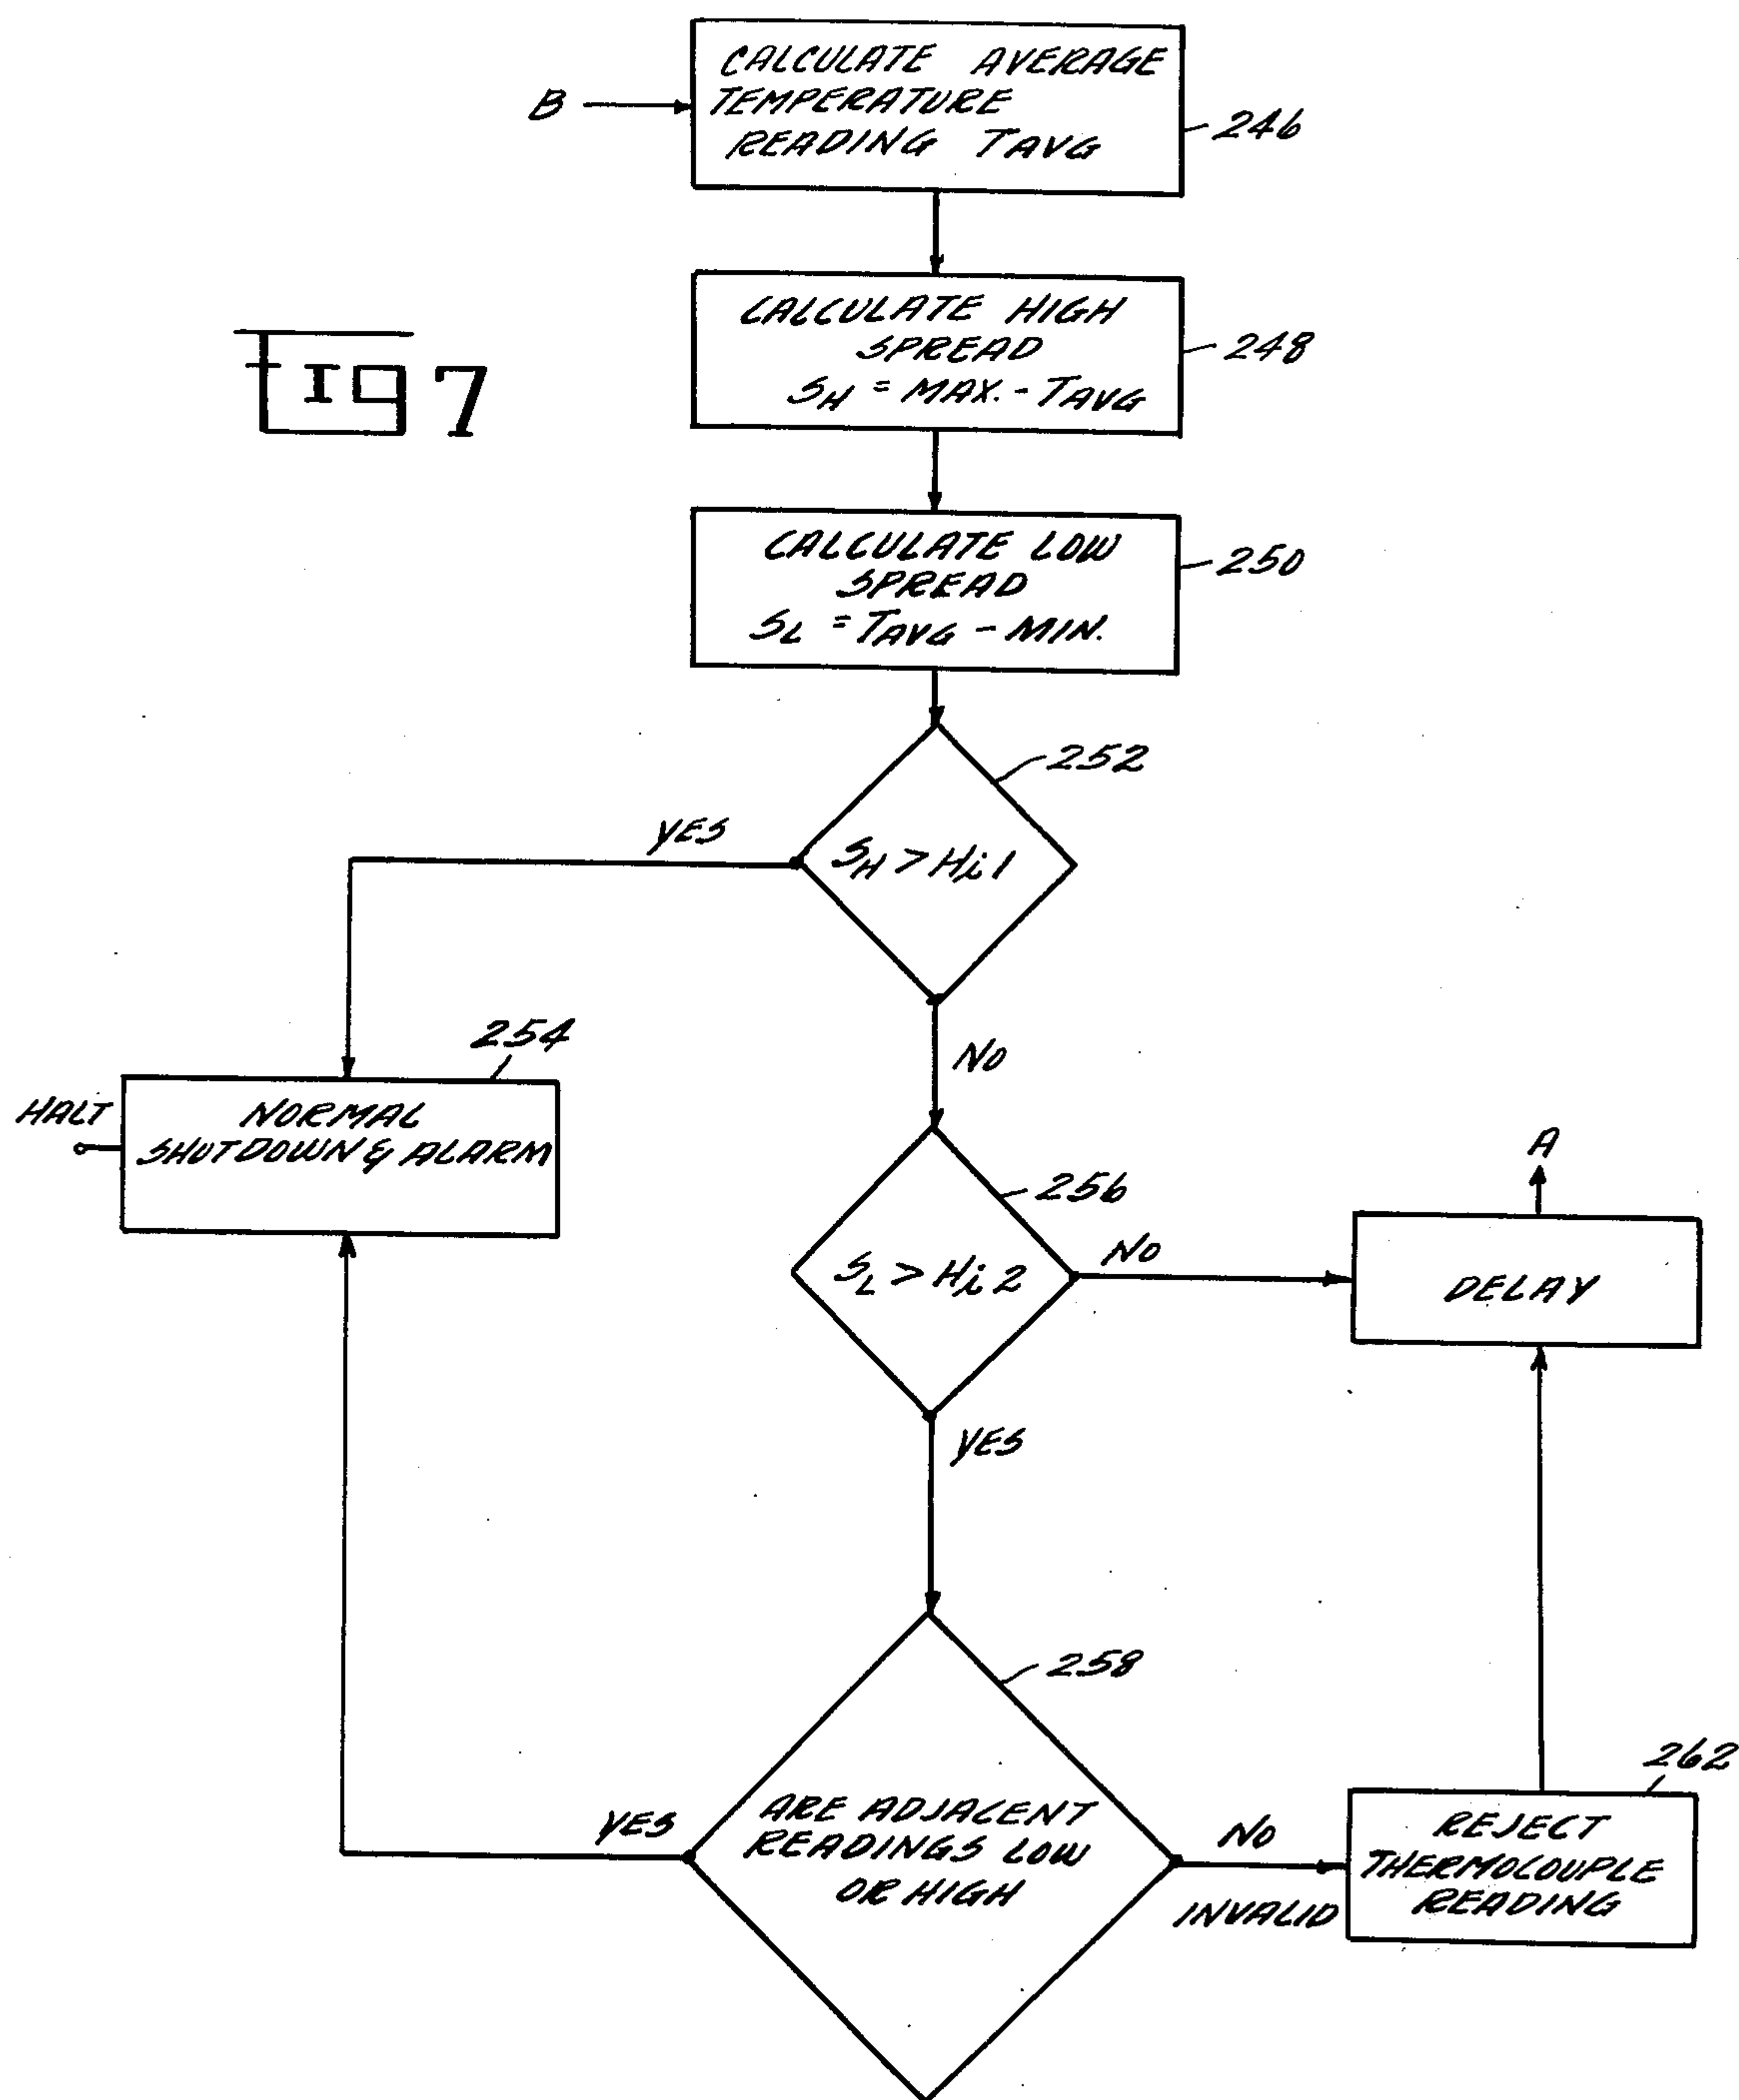 CALCULATE AVERAGE
TEMPERATURE
READING TAVG
B
246
CALCULATE HIGH
SPREAD
SH = MAX. - TAVG
248
Fig 7
CALCULATE LOW
SPREAD
SL = TAVG - MIN.
250
252
YES
SH > Hi 1
254
NO
HALT
NORMAL
SHUTDOWN & ALARM
A
256
NO
SL > Hi 2
DELAY
YES
258
262
YES
ARE ADJACENT
READINGS LOW
OR HIGH
NO
INVALID
REJECT
THERMOCOUPLE
READING